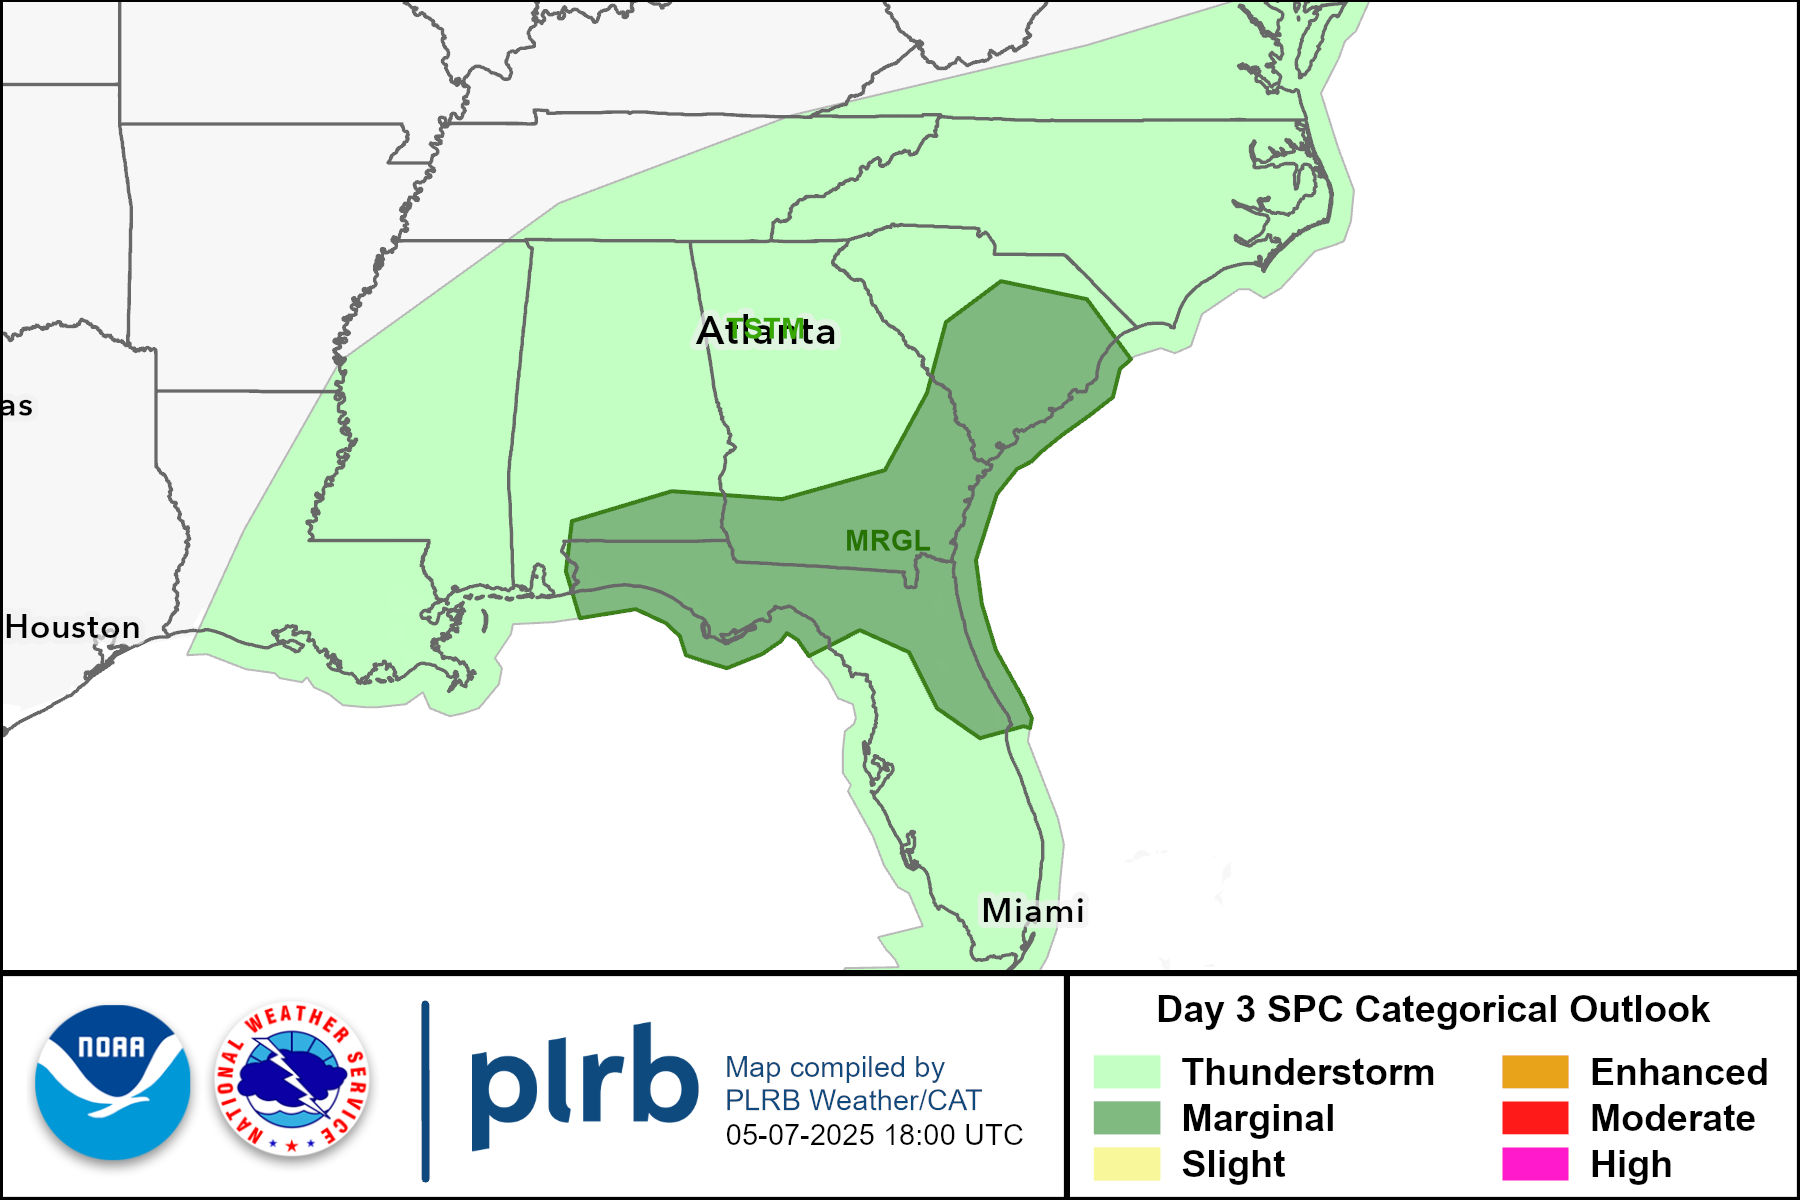 TSTM
Atlanta
as
MRGL
Houston
Miami
NOAA
NATIONAL WEATHER SERVICE
plrb
Map compiled by
PLRB Weather/CAT
05-07-2025 18:00 UTC
Day 3 SPC Categorical Outlook
Thunderstorm
Marginal
Slight
Enhanced
Moderate
High